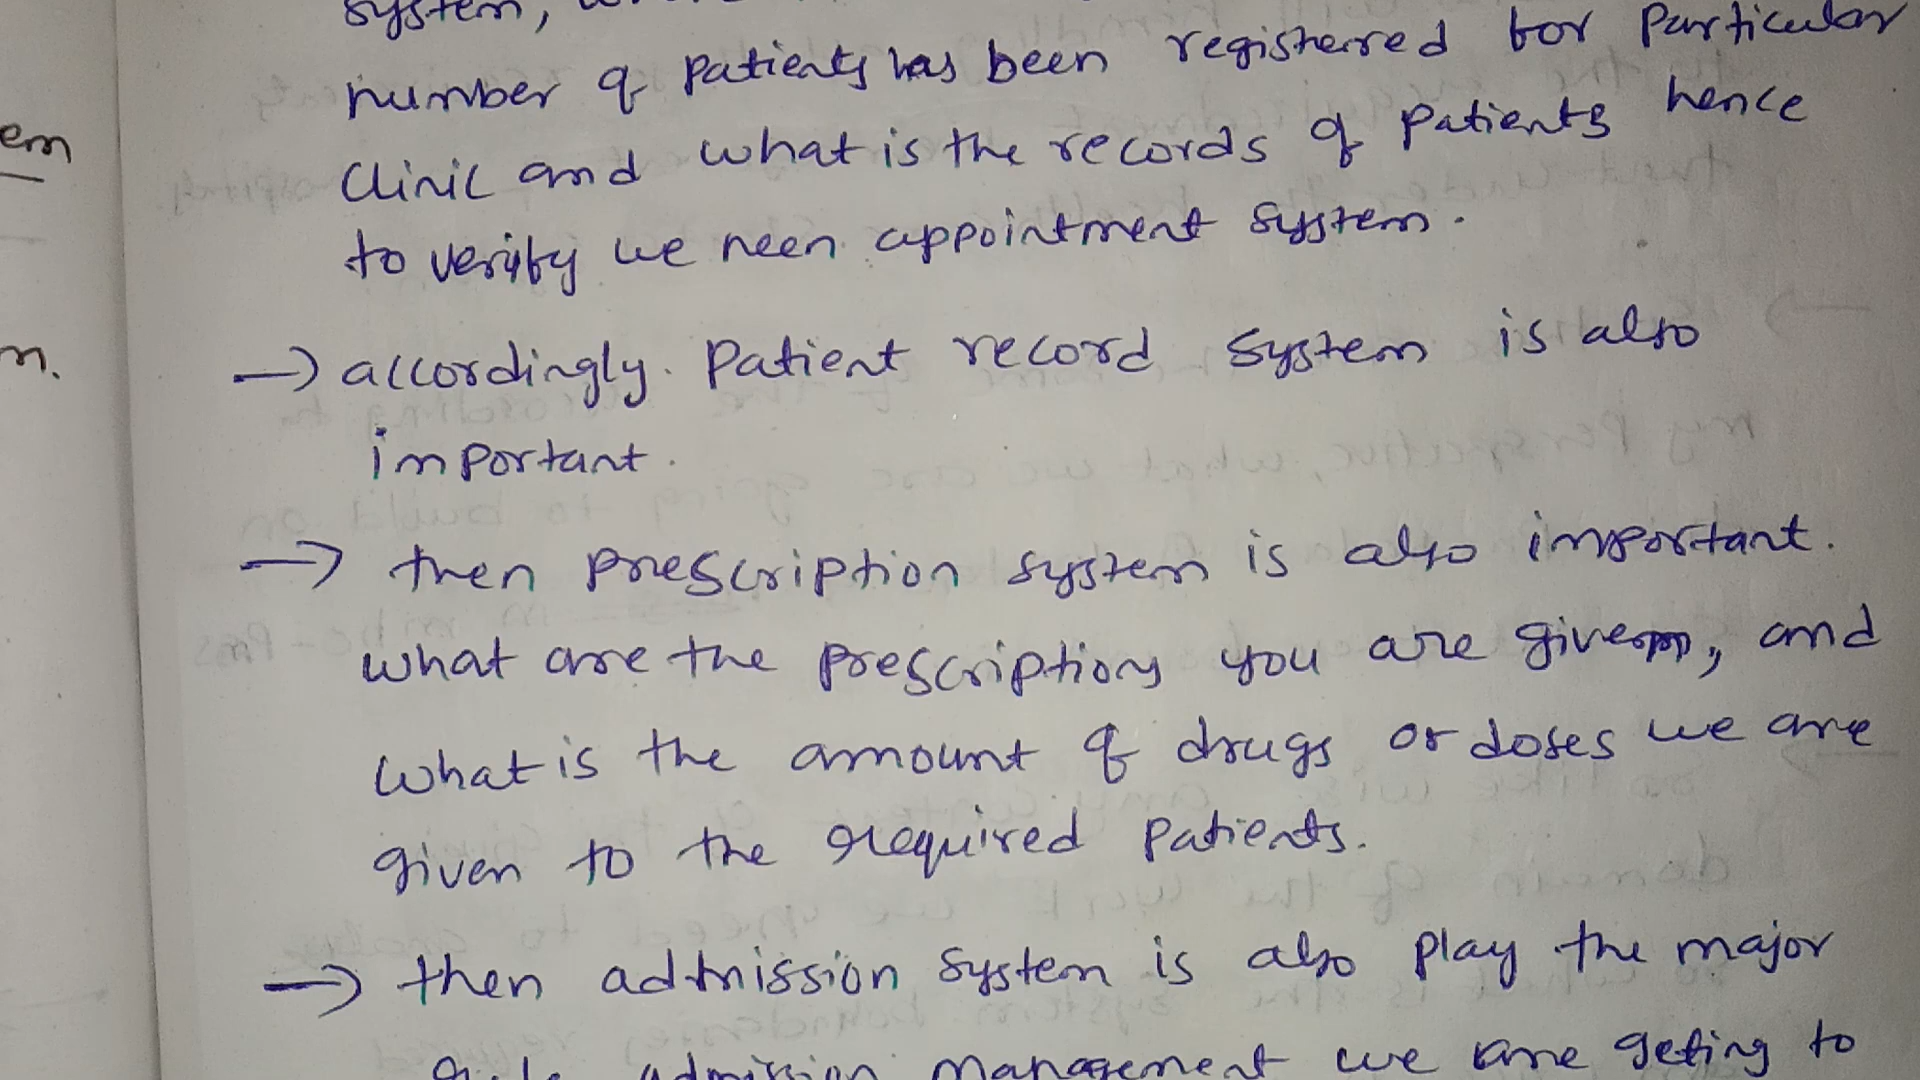 system,
number of patients has been registered for particular
clinic and what is the records of patients hence
to verify we neen appointment system.
→ accordingly. Patient record system is also
important.
→ then prescription system is also important.
what are the prescriptions you are given, and
what is the amount of drugs or doses we are
given to the required patients.
→ then admission system is also play the major
admission management we are geting to
em
n.